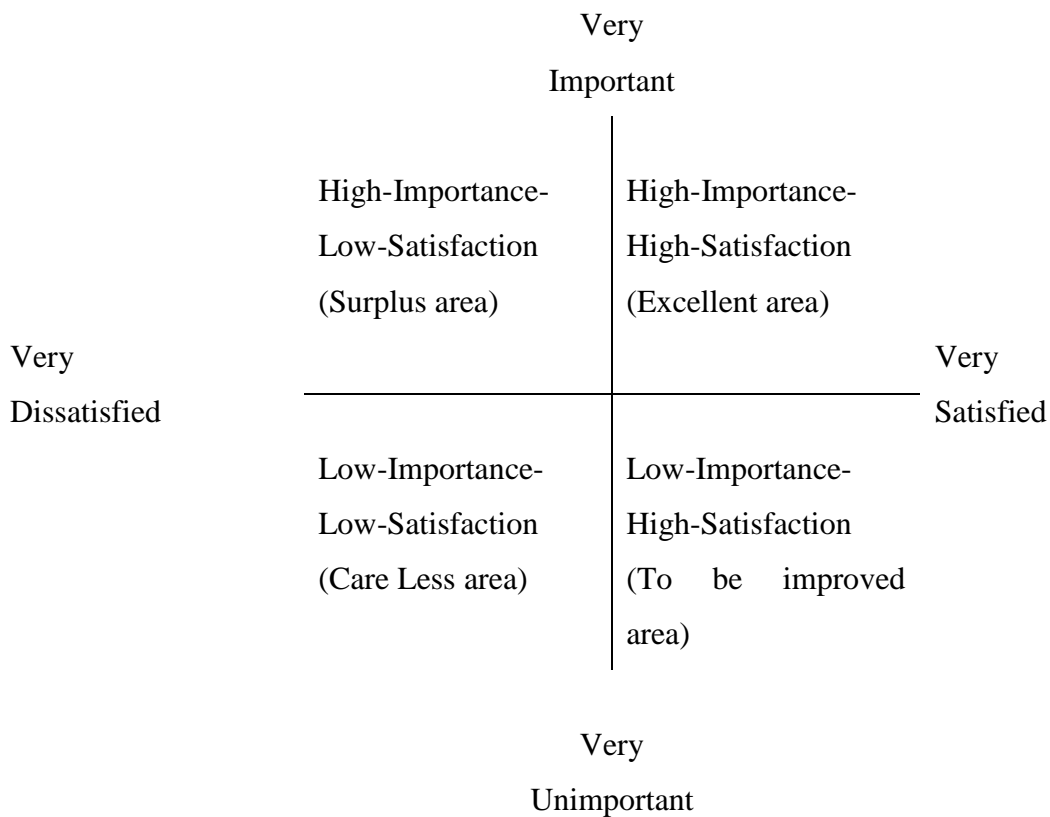 Very
Important
High-Importance-
Low-Satisfaction
(Surplus area)
High-Importance-
High-Satisfaction
(Excellent area)
Very
Dissatisfied
Very
Satisfied
Low-Importance-
Low-Satisfaction
(Care Less area)
Low-Importance-
High-Satisfaction
(To be improved
area)
Very
Unimportant